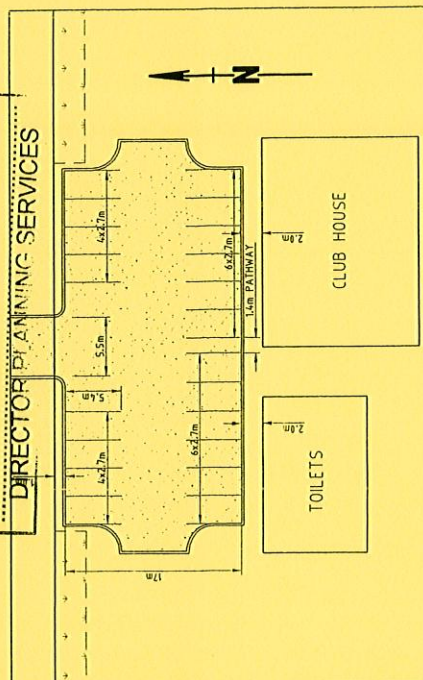 DIRECTOR PLANNING SERVICES
N
4x2.7m
5.5m
4x2.7m
5.4m
17m
6x2.7m
6x2.7m
1.4m PATHWAY
2.0m
2.0m
TOILETS
CLUB HOUSE